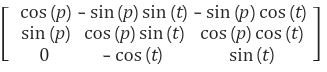 cos (p) – sin (p) sin (t) – sin (p) cos (t)
sin (p) cos (p) sin (t) cos (p) cos (t)
0 – cos (t) sin (t)